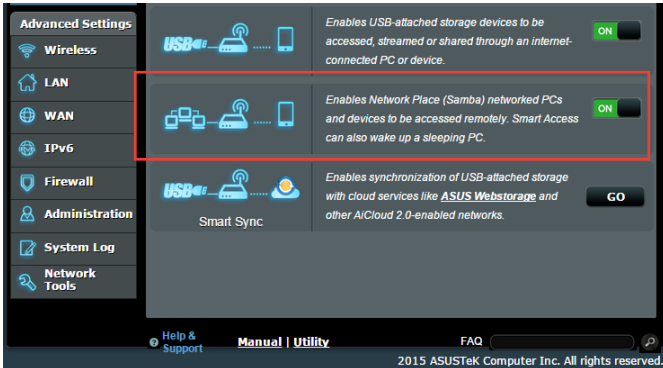 Advanced Settings
Wireless
LAN
WAN
IPv6
Firewall
Administration
System Log
Network
Tools
USB
Enables USB-attached storage devices to be
accessed, streamed or shared through an internet-
connected PC or device.
ON
Enables Network Place (Samba) networked PCs
and devices to be accessed remotely. Smart Access
can also wake up a sleeping PC.
ON
USB
Smart Sync
Enables synchronization of USB-attached storage
with cloud services like ASUS Webstorage and
other AiCloud 2.0-enabled networks.
GO
Help &
Support
Manual | Utility
FAQ
2015 ASUSTeK Computer Inc. All rights reserved.